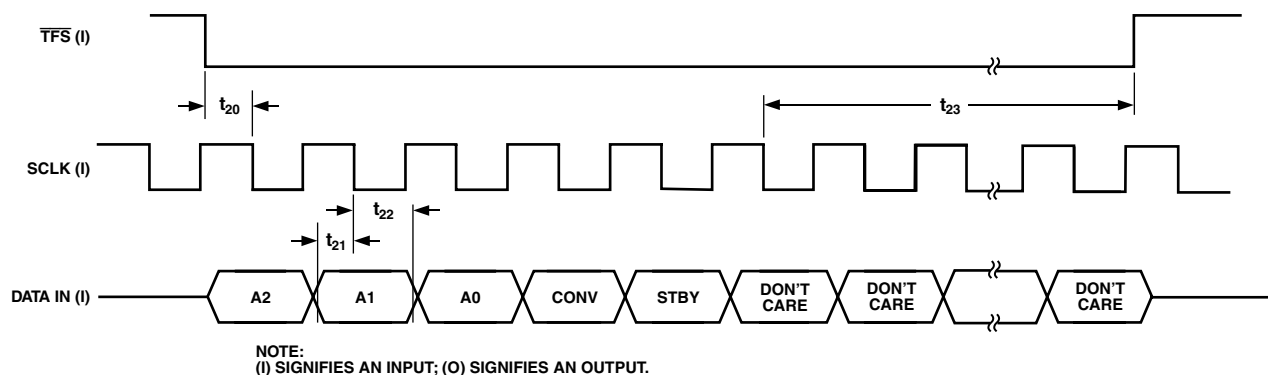 TFS (I)
t20
t23
SCLK (I)
t22
t21
DATA IN (I)
A2
A1
A0
CONV
STBY
DON'T
CARE
DON'T
CARE
DON'T
CARE
NOTE:
(I) SIGNIFIES AN INPUT; (O) SIGNIFIES AN OUTPUT.